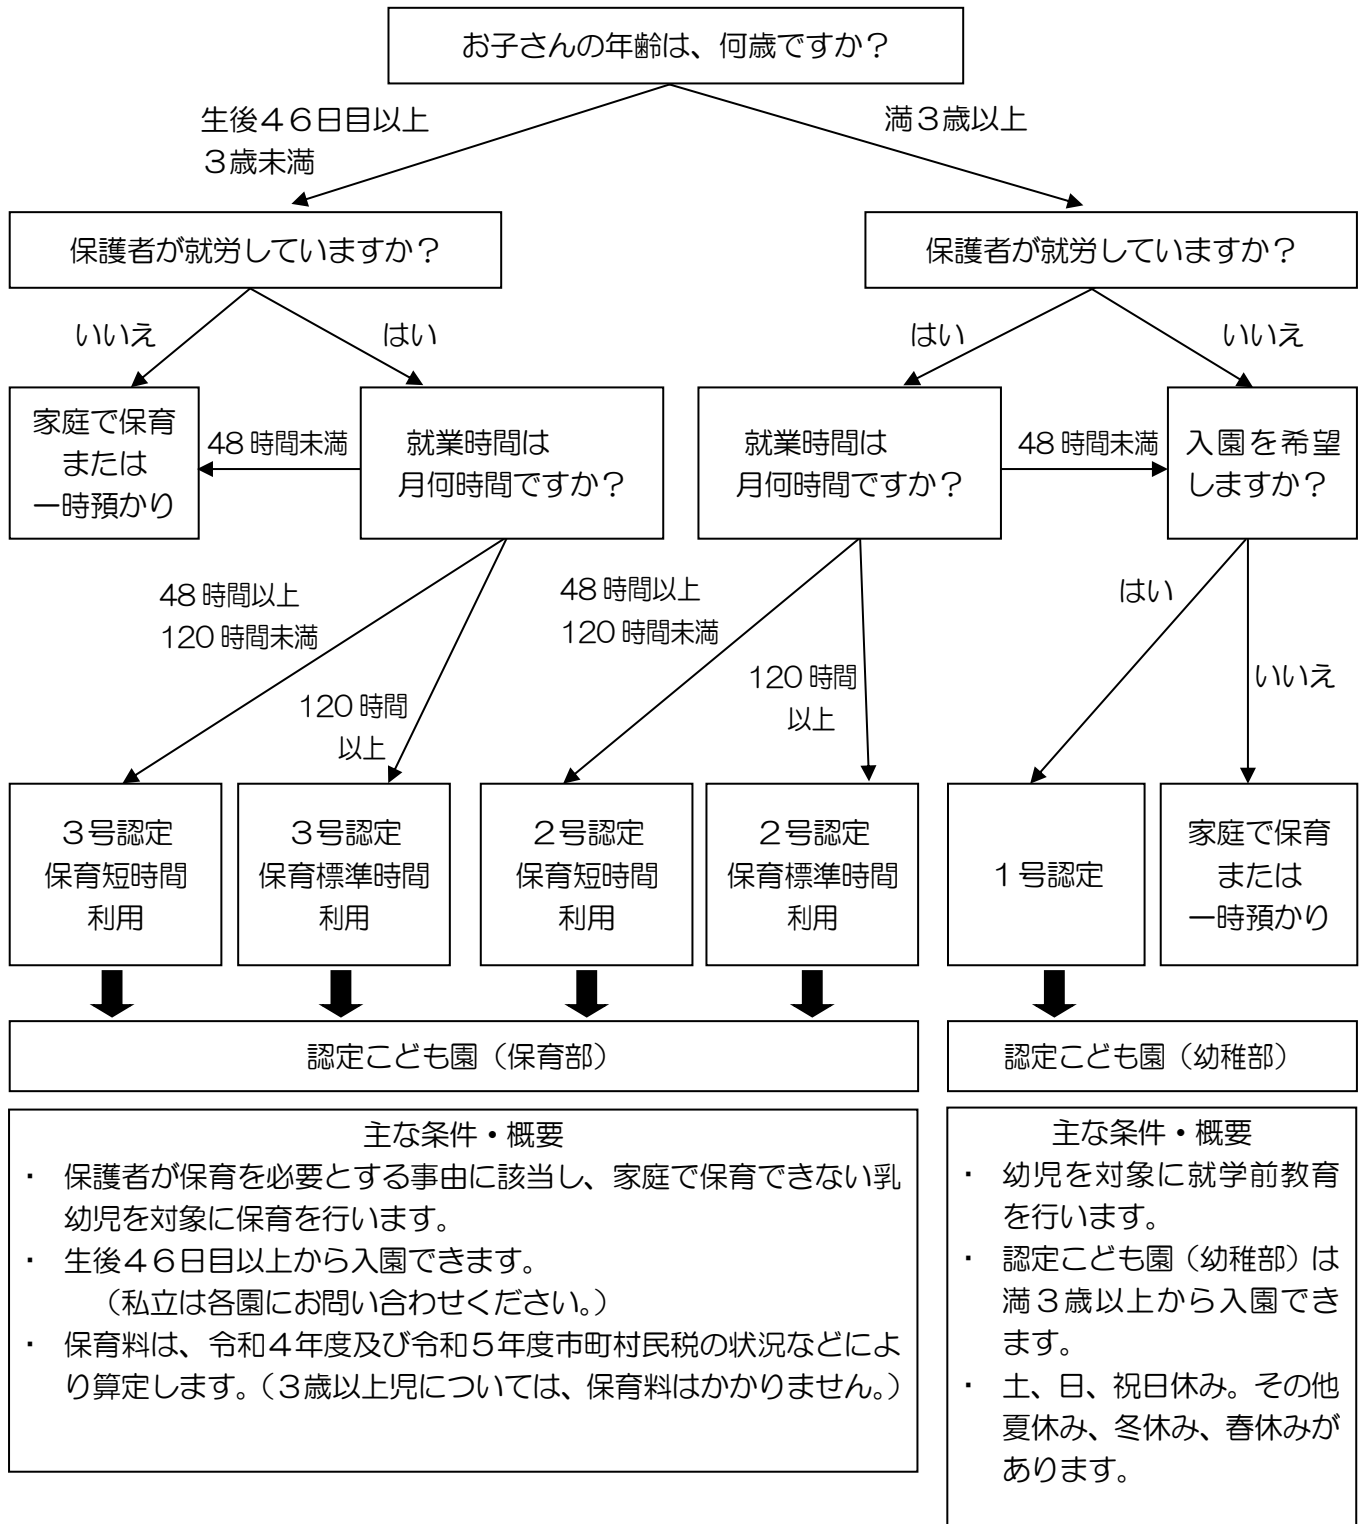 お子さんの年齢は、何歳ですか？
生後４６日目以上
３歳未満
満３歳以上
保護者が就労していますか？
保護者が就労していますか？
いいえ
はい
はい
いいえ
家庭で保育
または
一時預かり
48 時間未満
就業時間は
月何時間ですか？
就業時間は
月何時間ですか？
48 時間未満
入園を希望
しますか？
48 時間以上
120 時間未満
120 時間
以上
48 時間以上
120 時間未満
120 時間
以上
はい
いいえ
３号認定
保育短時間
利用
３号認定
保育標準時間
利用
２号認定
保育短時間
利用
２号認定
保育標準時間
利用
１号認定
家庭で保育
または
一時預かり
認定こども園（保育部）
認定こども園（幼稚部）
主な条件・概要
・ 保護者が保育を必要とする事由に該当し、家庭で保育できない乳
幼児を対象に保育を行います。
・ 生後４６日目以上から入園できます。
（私立は各園にお問い合わせください。）
・ 保育料は、令和４年度及び令和５年度市町村民税の状況などによ
り算定します。（３歳以上児については、保育料はかかりません。）
主な条件・概要
・ 幼児を対象に就学前教育
を行います。
・ 認定こども園（幼稚部）は
満３歳以上から入園でき
ます。
・ 土、日、祝日休み。その他
夏休み、冬休み、春休みが
あります。